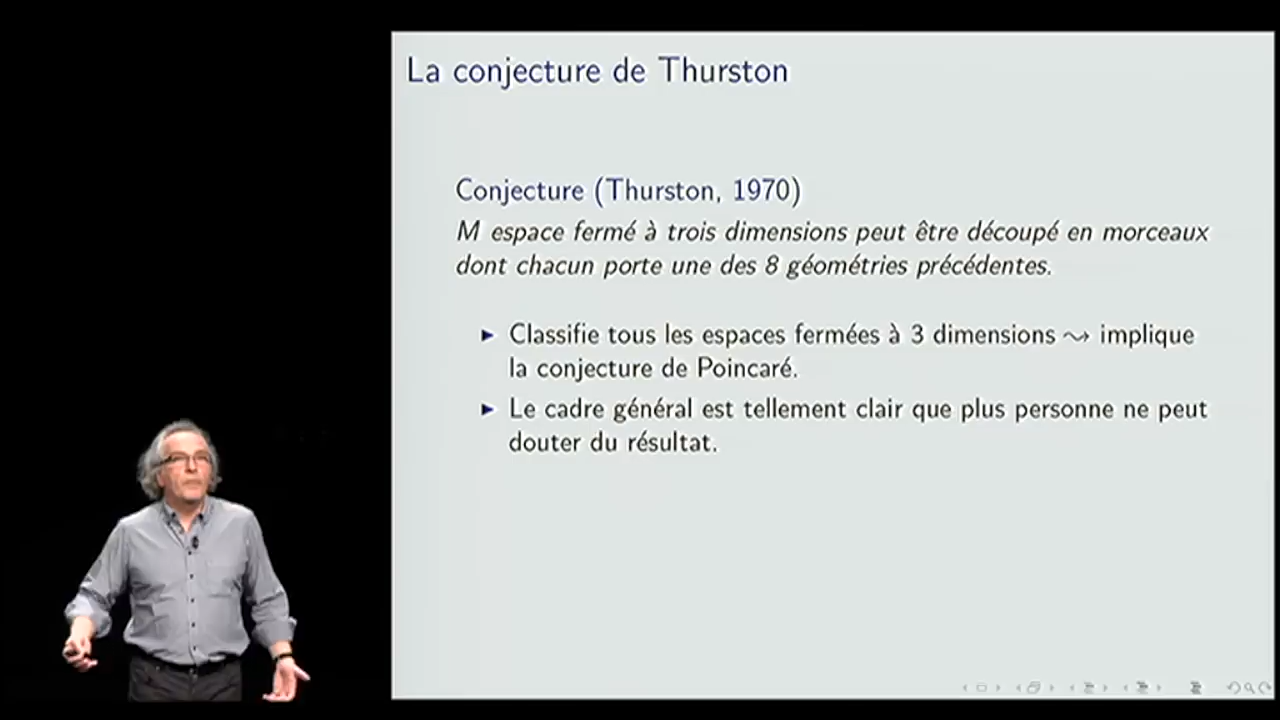 La conjecture de Thurston
Conjecture (Thurston, 1970)
M espace fermé à trois dimensions peut être découpé en morceaux
dont chacun porte une des 8 géométries précédentes.
► Classifie tous les espaces fermées à 3 dimensions ⇝ implique
la conjecture de Poincaré.
► Le cadre général est tellement clair que plus personne ne peut
douter du résultat.